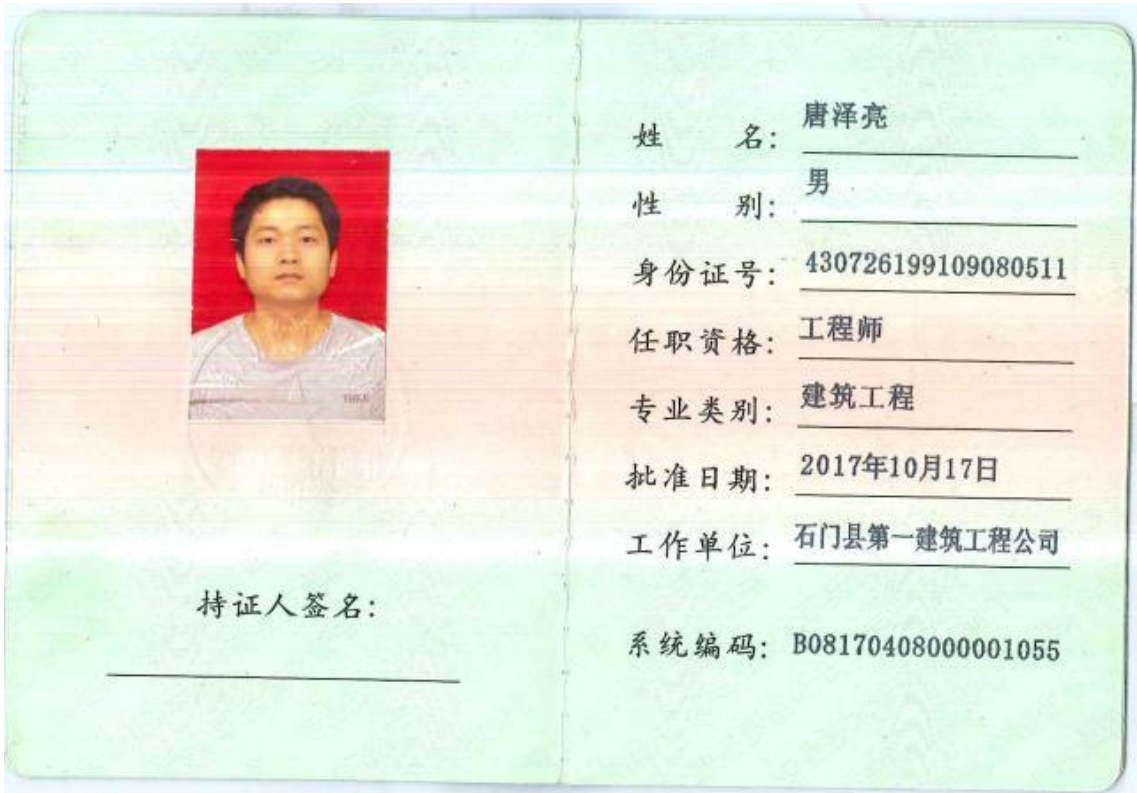 持证人签名:
姓 名: 唐泽亮
性 别: 男
身份证号: 430726199109080511
任职资格: 工程师
专业类别: 建筑工程
批准日期: 2017年10月17日
工作单位: 石门县第一建筑工程公司
系统编码: B08170408000001055